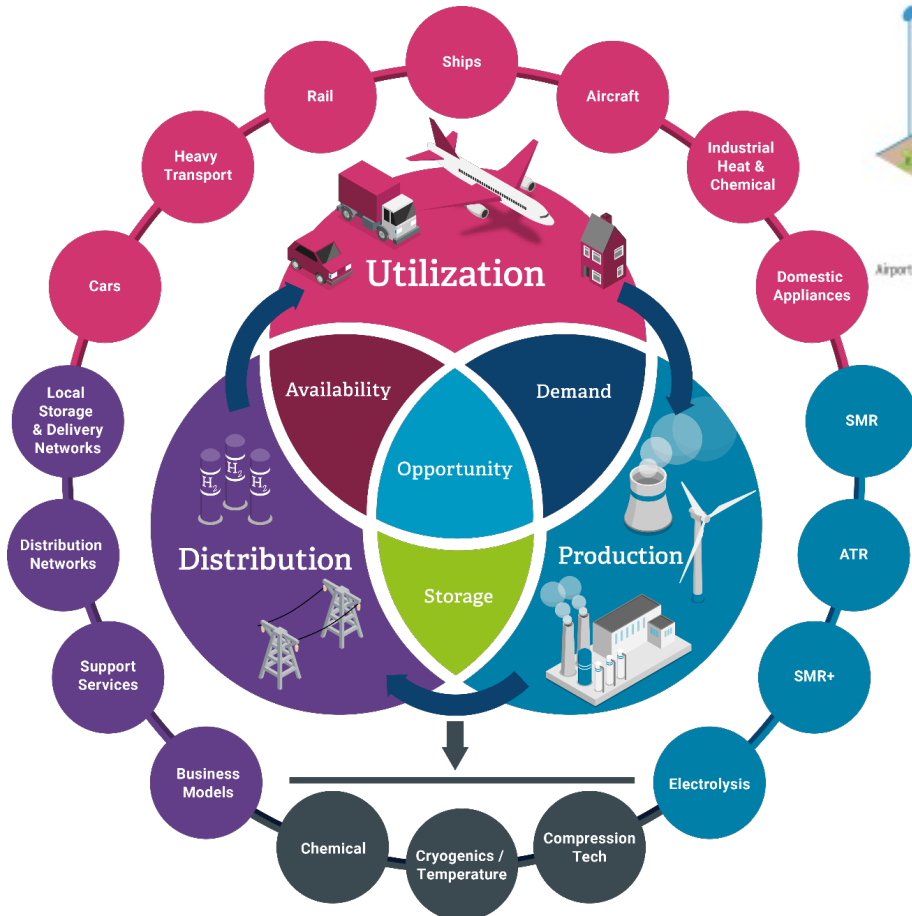 Ships
Rail
Aircraft
Heavy
Transport
Industrial
Heat &
Chemical
Cars
Domestic
Appliances
Airport
Utilization
Local
Storage
& Delivery
Networks
Availability
Demand
SMR
Opportunity
H2
H2
H2
Distribution
Networks
Distribution
Production
ATR
Storage
Support
Services
SMR+
Business
Models
Electrolysis
Chemical
Cryogenics /
Temperature
Compression
Tech